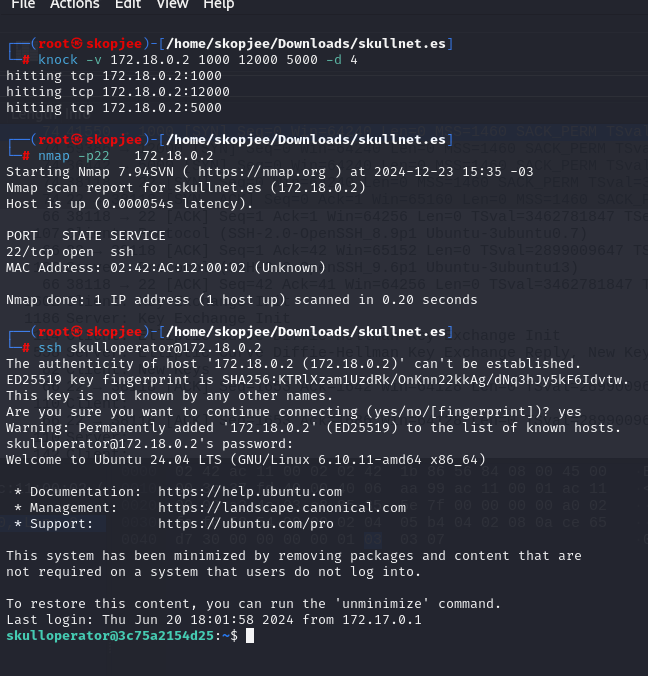 File Actions Edit View Help
┌──(root㉿skopjee)-[/home/skopjee/Downloads/skullnet.es]
└─# knock -v 172.18.0.2 1000 12000 5000 -d 4
hitting tcp 172.18.0.2:1000
hitting tcp 172.18.0.2:12000
hitting tcp 172.18.0.2:5000
┌──(root㉿skopjee)-[/home/skopjee/Downloads/skullnet.es]
└─# nmap -p22   172.18.0.2
Starting Nmap 7.94SVN ( https://nmap.org ) at 2024-12-23 15:35 -03
Nmap scan report for skullnet.es (172.18.0.2)
Host is up (0.000054s latency).
PORT   STATE SERVICE
22/tcp open  ssh
MAC Address: 02:42:AC:12:00:02 (Unknown)
Nmap done: 1 IP address (1 host up) scanned in 0.20 seconds
┌──(root㉿skopjee)-[/home/skopjee/Downloads/skullnet.es]
└─# ssh skulloperator@172.18.0.2
The authenticity of host '172.18.0.2 (172.18.0.2)' can't be established.
ED25519 key fingerprint is SHA256:KTRlXzam1UzdRk/OnKnn22kkAg/dNq3hJy5kF6Idvtw.
This key is not known by any other names.
Are you sure you want to continue connecting (yes/no/[fingerprint])? yes
Warning: Permanently added '172.18.0.2' (ED25519) to the list of known hosts.
skulloperator@172.18.0.2's password:
Welcome to Ubuntu 24.04 LTS (GNU/Linux 6.10.11-amd64 x86_64)
* Documentation:  https://help.ubuntu.com
* Management:     https://landscape.canonical.com
* Support:        https://ubuntu.com/pro
This system has been minimized by removing packages and content that are
not required on a system that users do not log into.
To restore this content, you can run the 'unminimize' command.
Last login: Thu Jun 20 18:01:58 2024 from 172.17.0.1
skulloperator@3c75a2154d25:~$